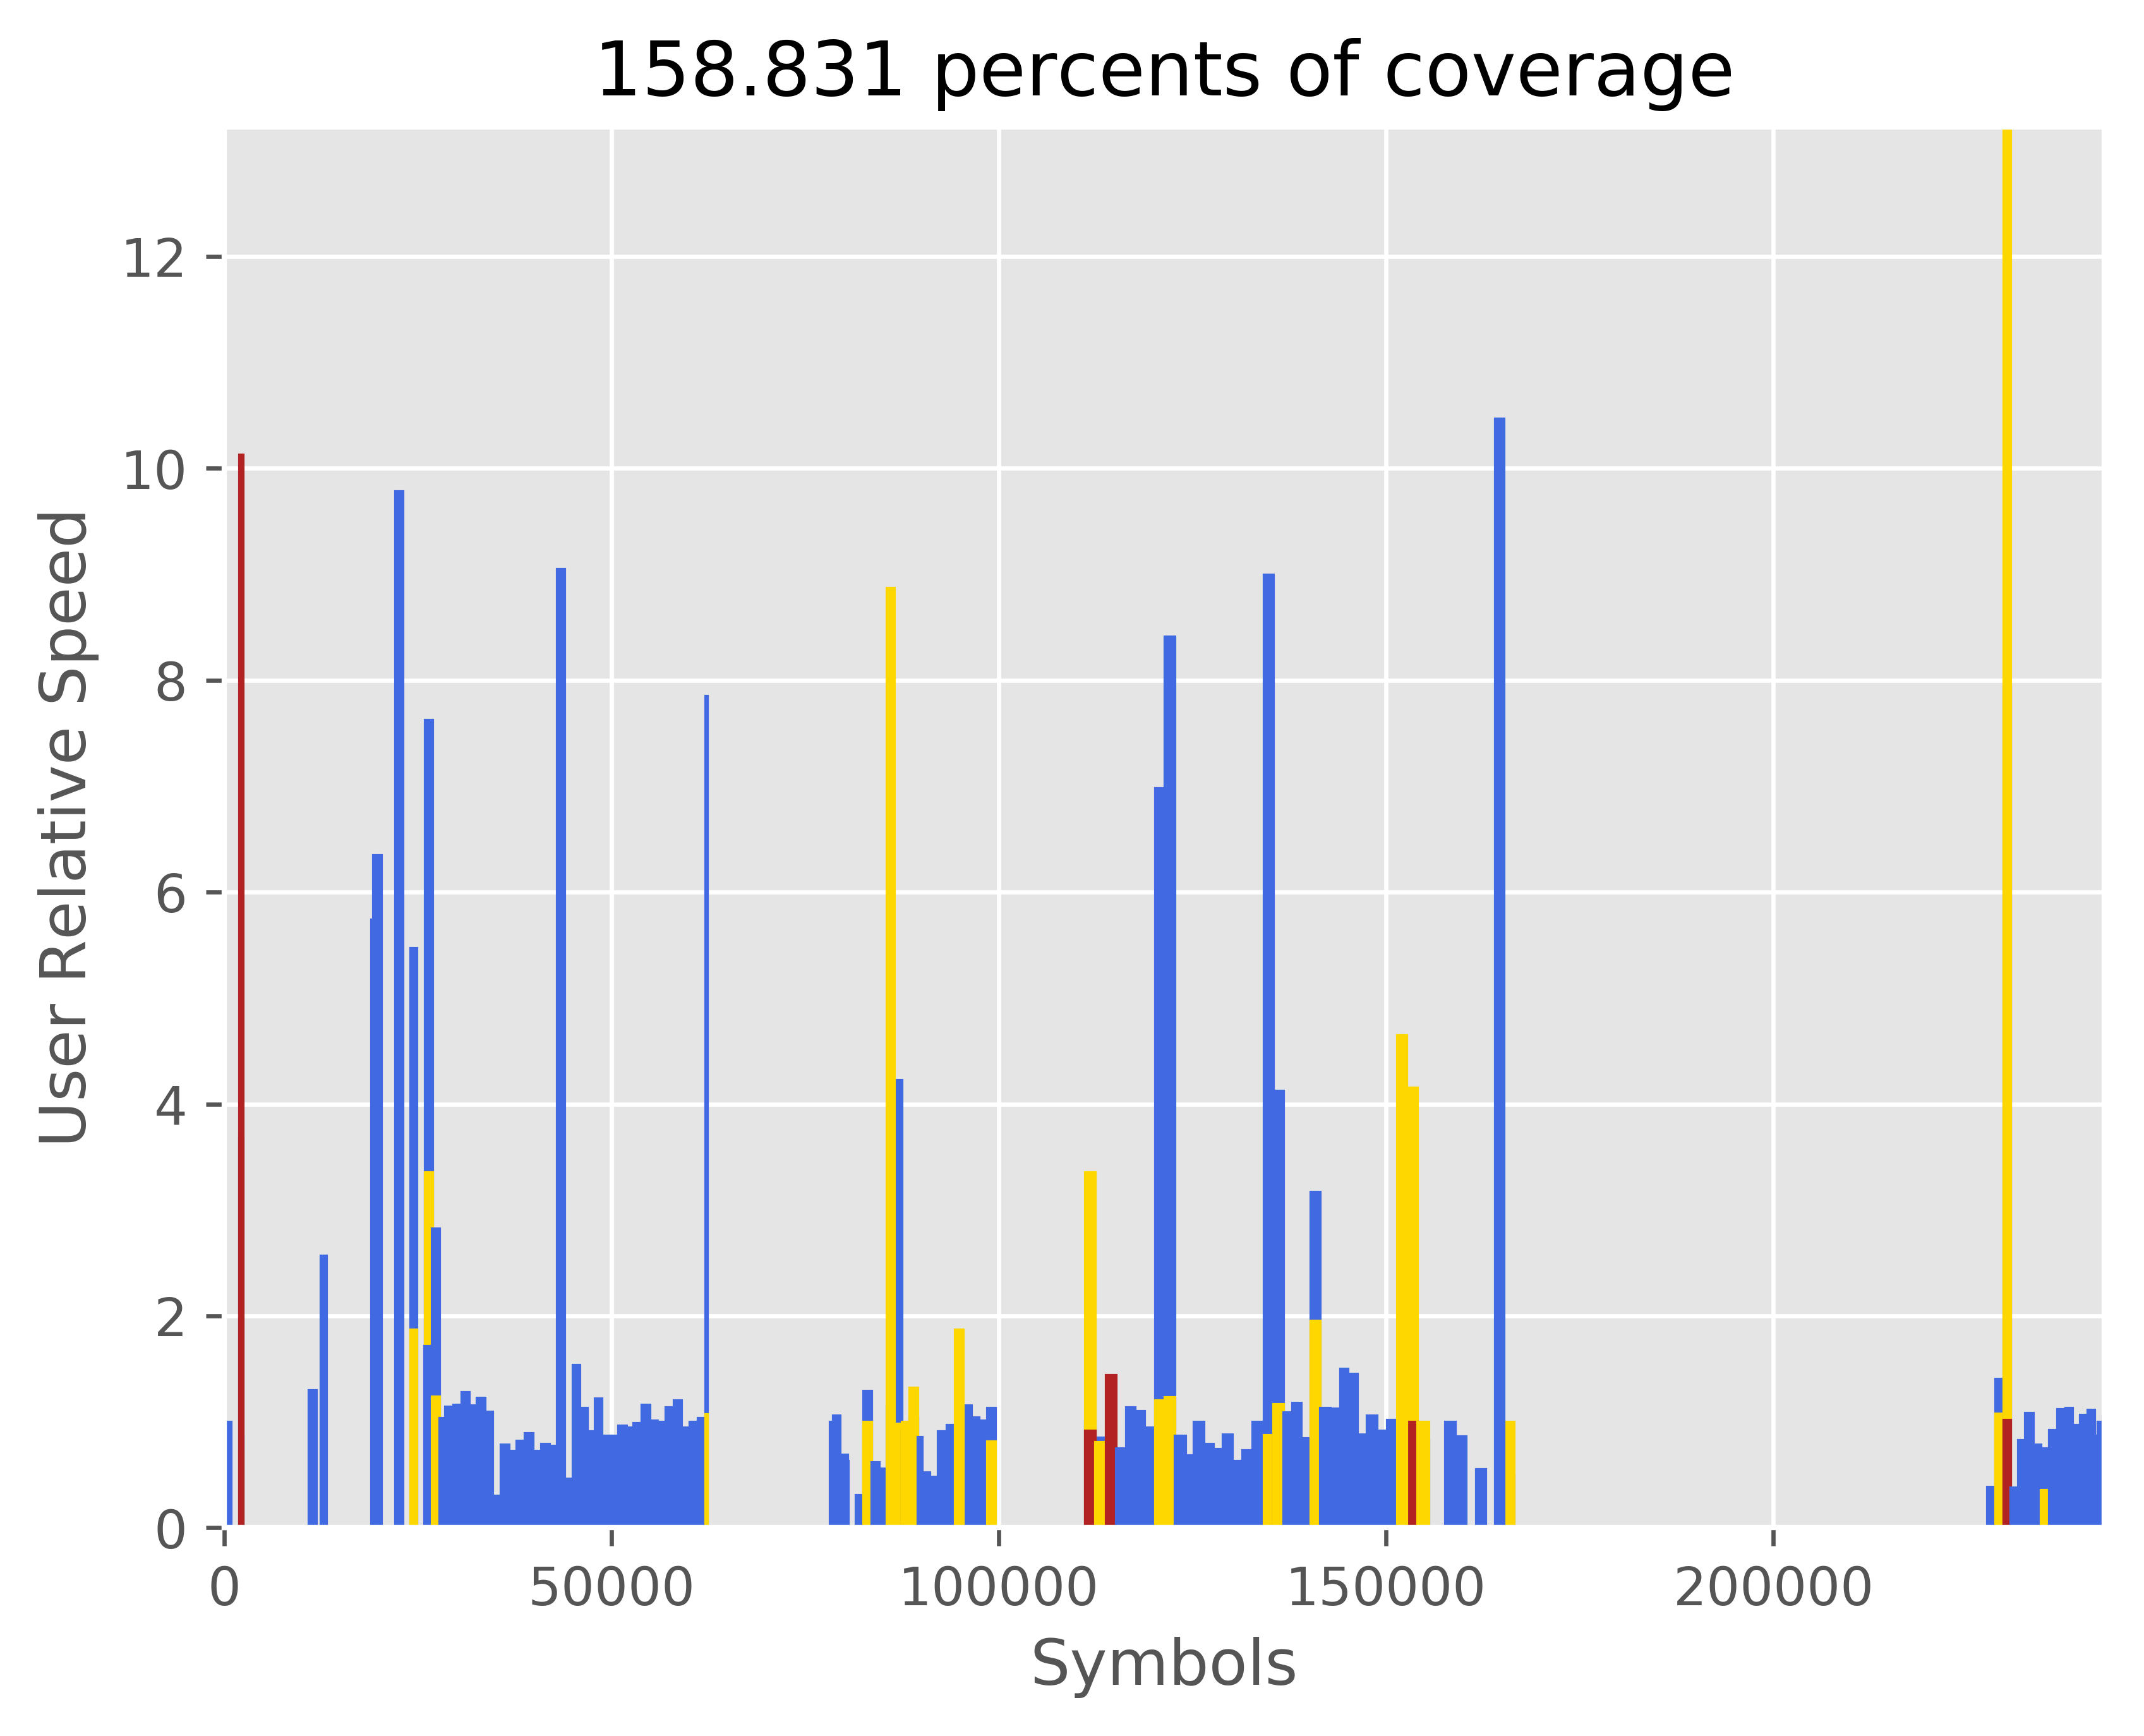 158.831 percents of coverage
User Relative Speed
12
10
8
6
4
2
0
0 50000 100000 150000 200000
Symbols